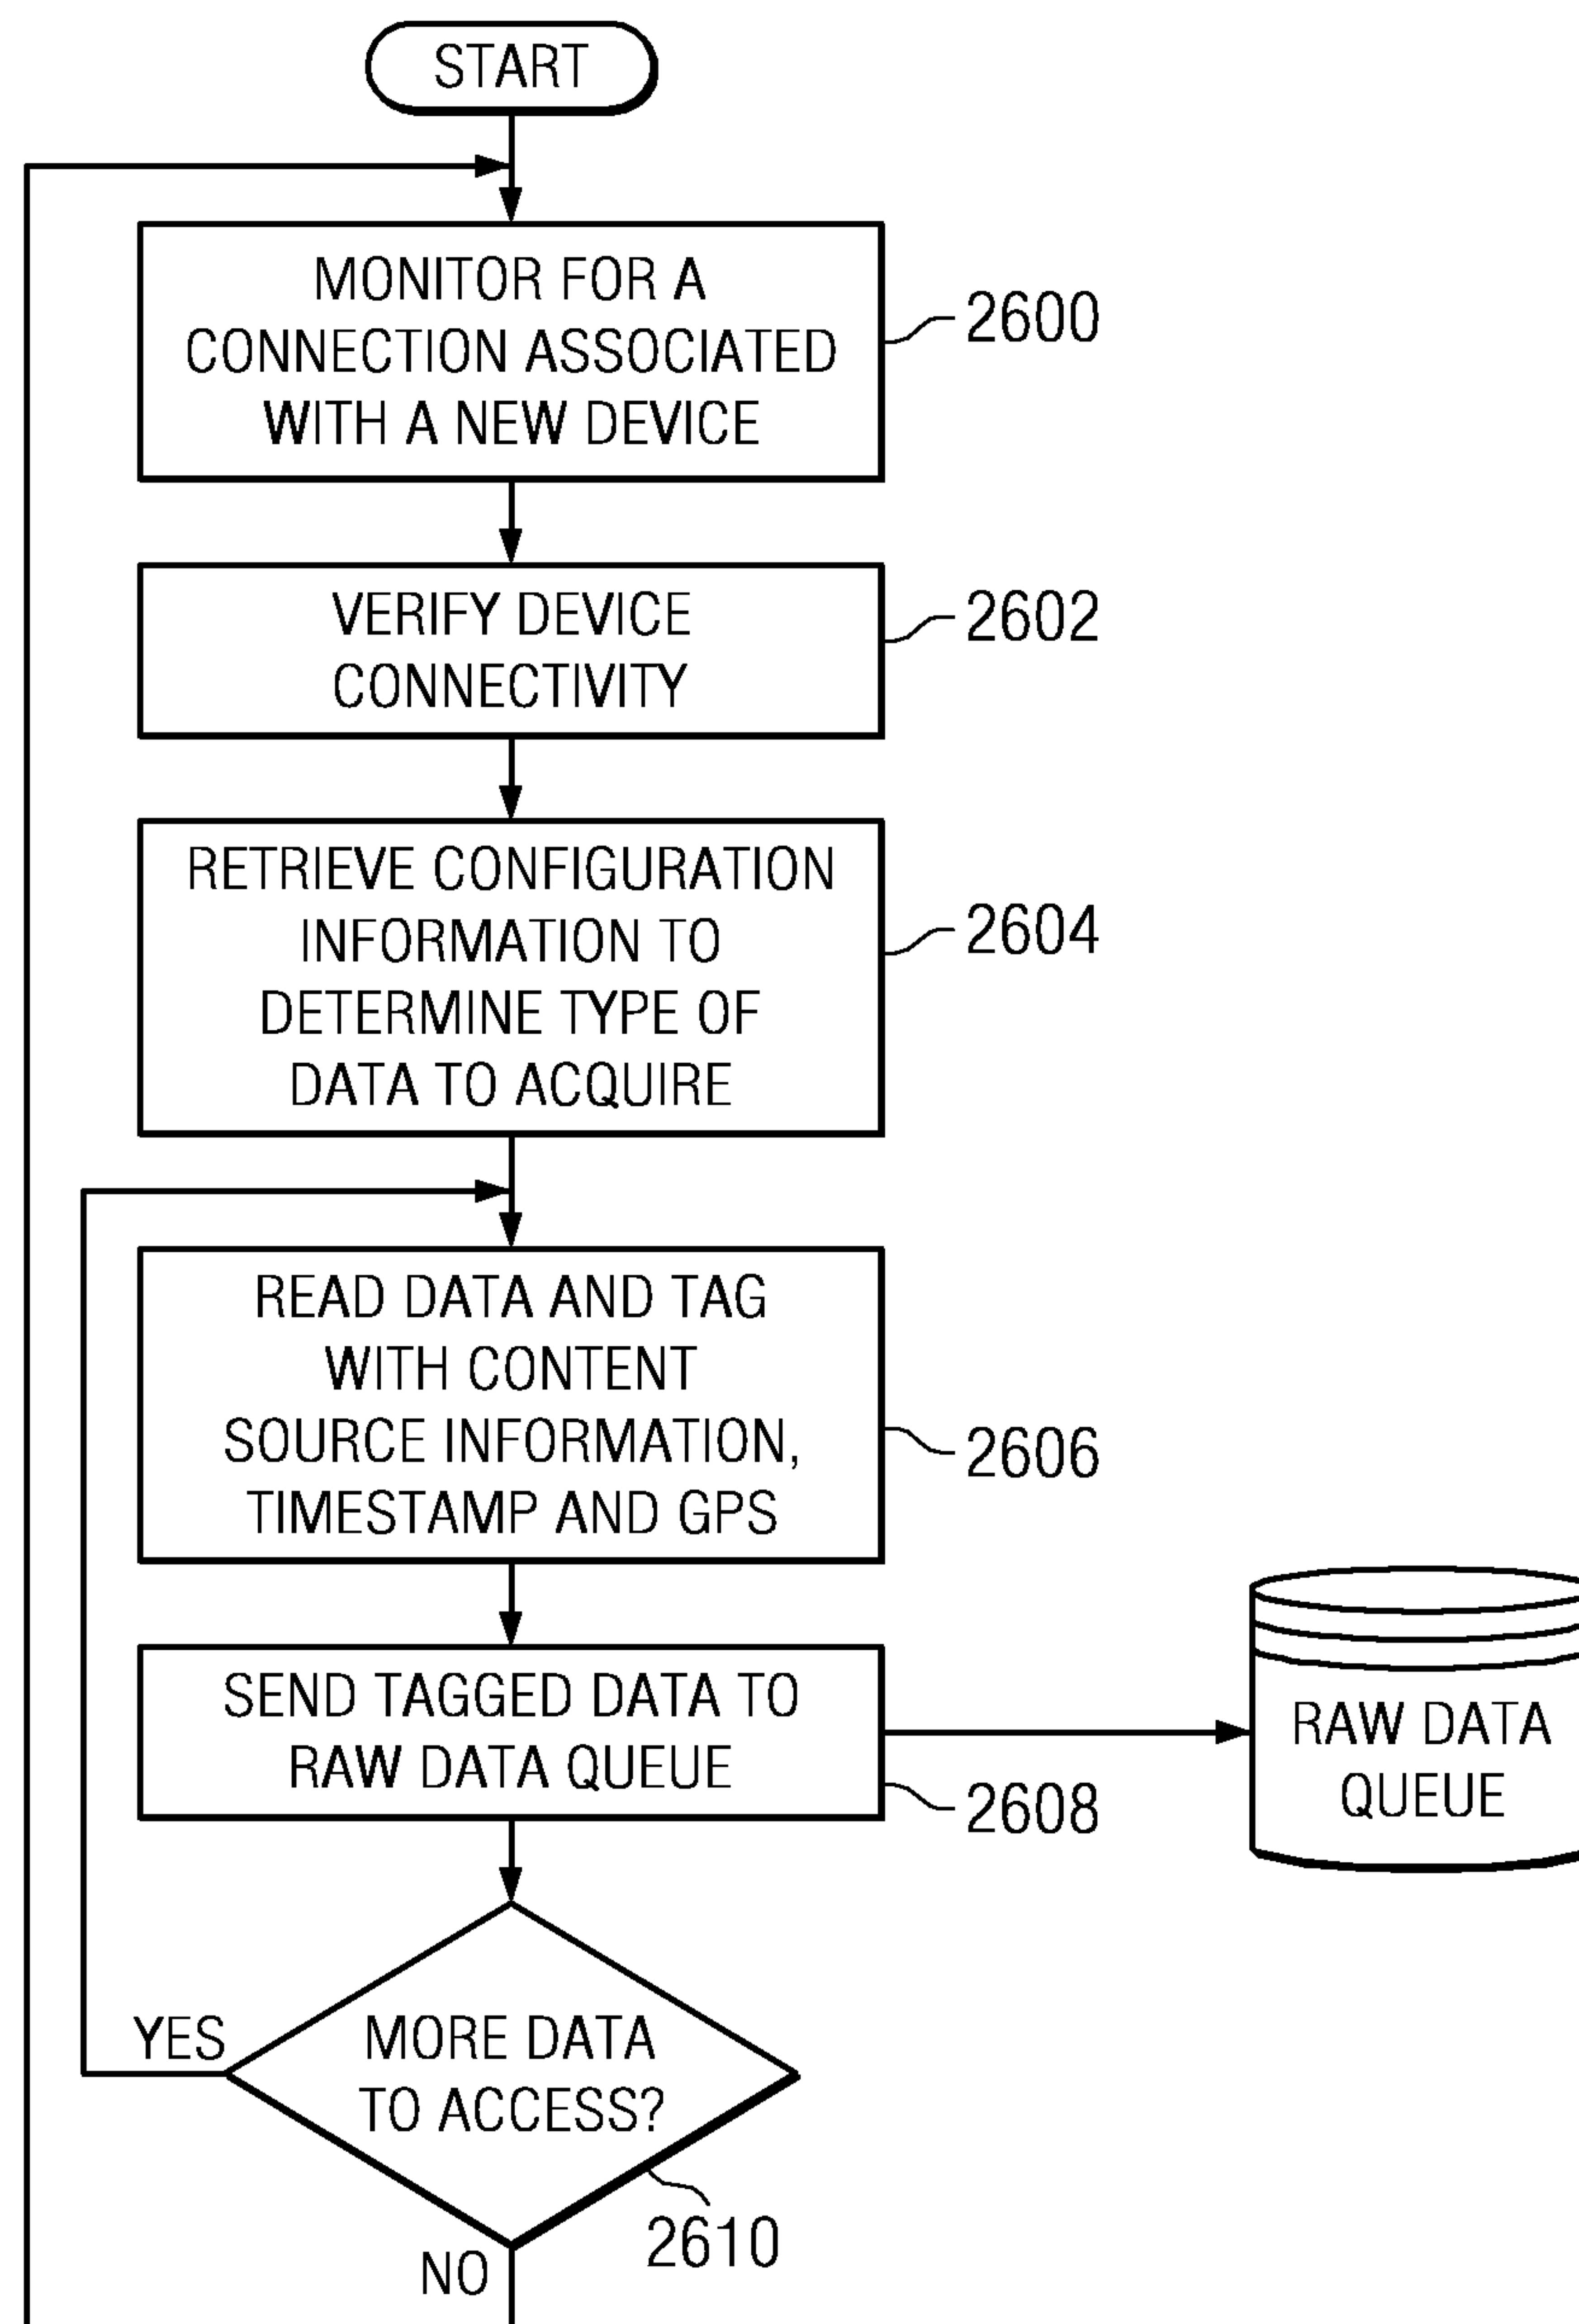 START
MONITOR FOR A
CONNECTION ASSOCIATED
WITH A NEW DEVICE
2600
VERIFY DEVICE
CONNECTIVITY
2602
RETRIEVE CONFIGURATION
INFORMATION TO
DETERMINE TYPE OF
DATA TO ACQUIRE
2604
READ DATA AND TAG
WITH CONTENT
SOURCE INFORMATION,
TIMESTAMP AND GPS
2606
SEND TAGGED DATA TO
RAW DATA QUEUE
2608
RAW DATA
QUEUE
YES
MORE DATA
TO ACCESS?
2610
NO